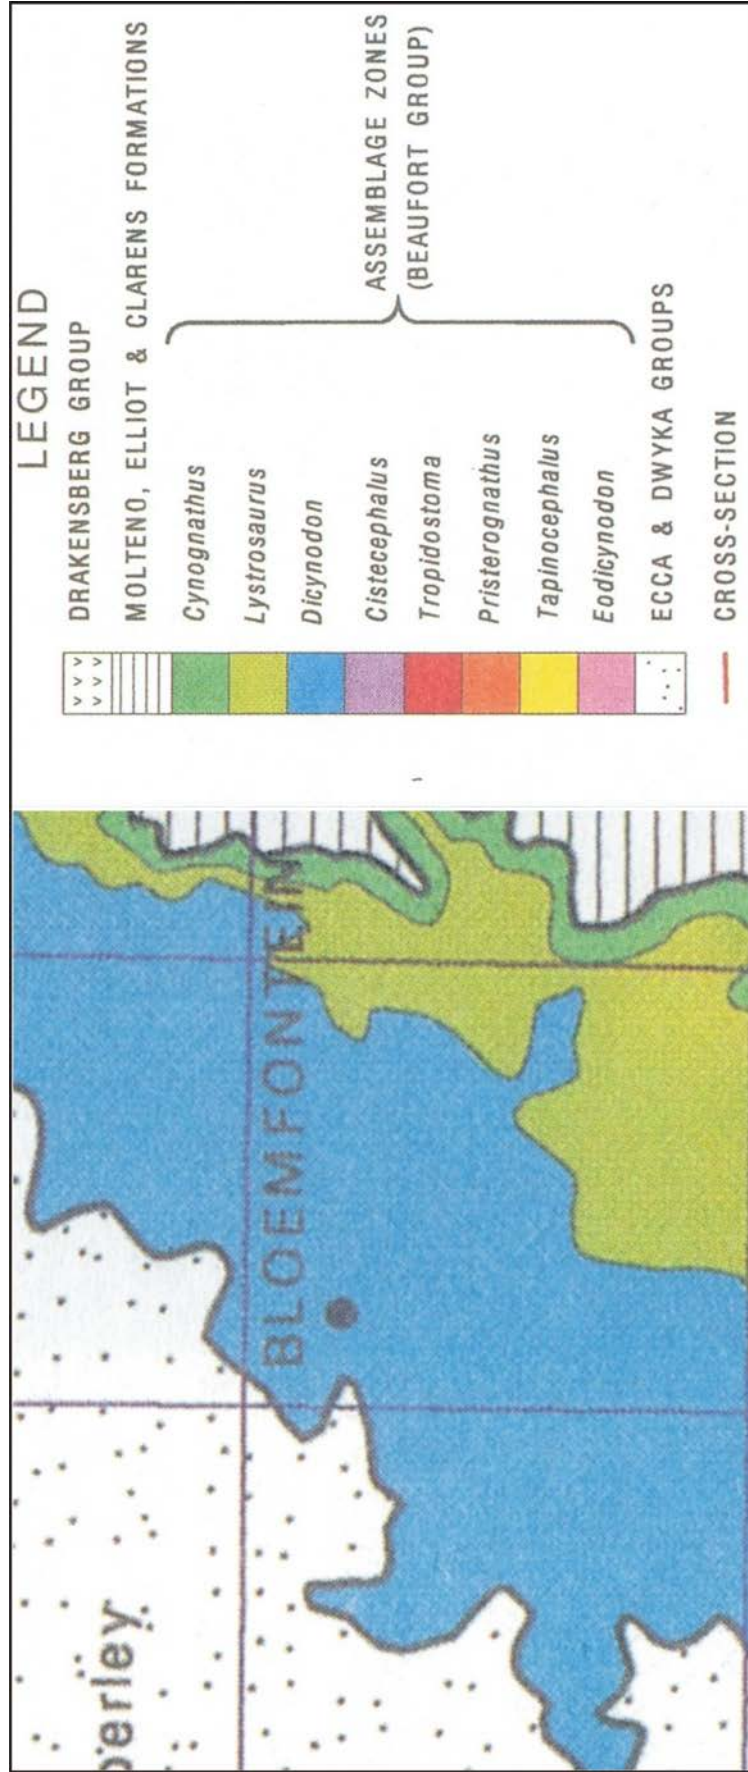 LEGEND
DRAKENSBERG GROUP
MOLTENO, ELLIOT & CLARENS FORMATIONS
Cynognathus
Lystrosaurus
Dicynodon
Cistecephalus
Tropidostoma
Pristerognathus
Tapinocephalus
Eodicynodon
ASSEMBLAGE ZONES
(BEAUFORT GROUP)
ECCA & DWYKA GROUPS
CROSS-SECTION
berley
BLOEMFONTEIN